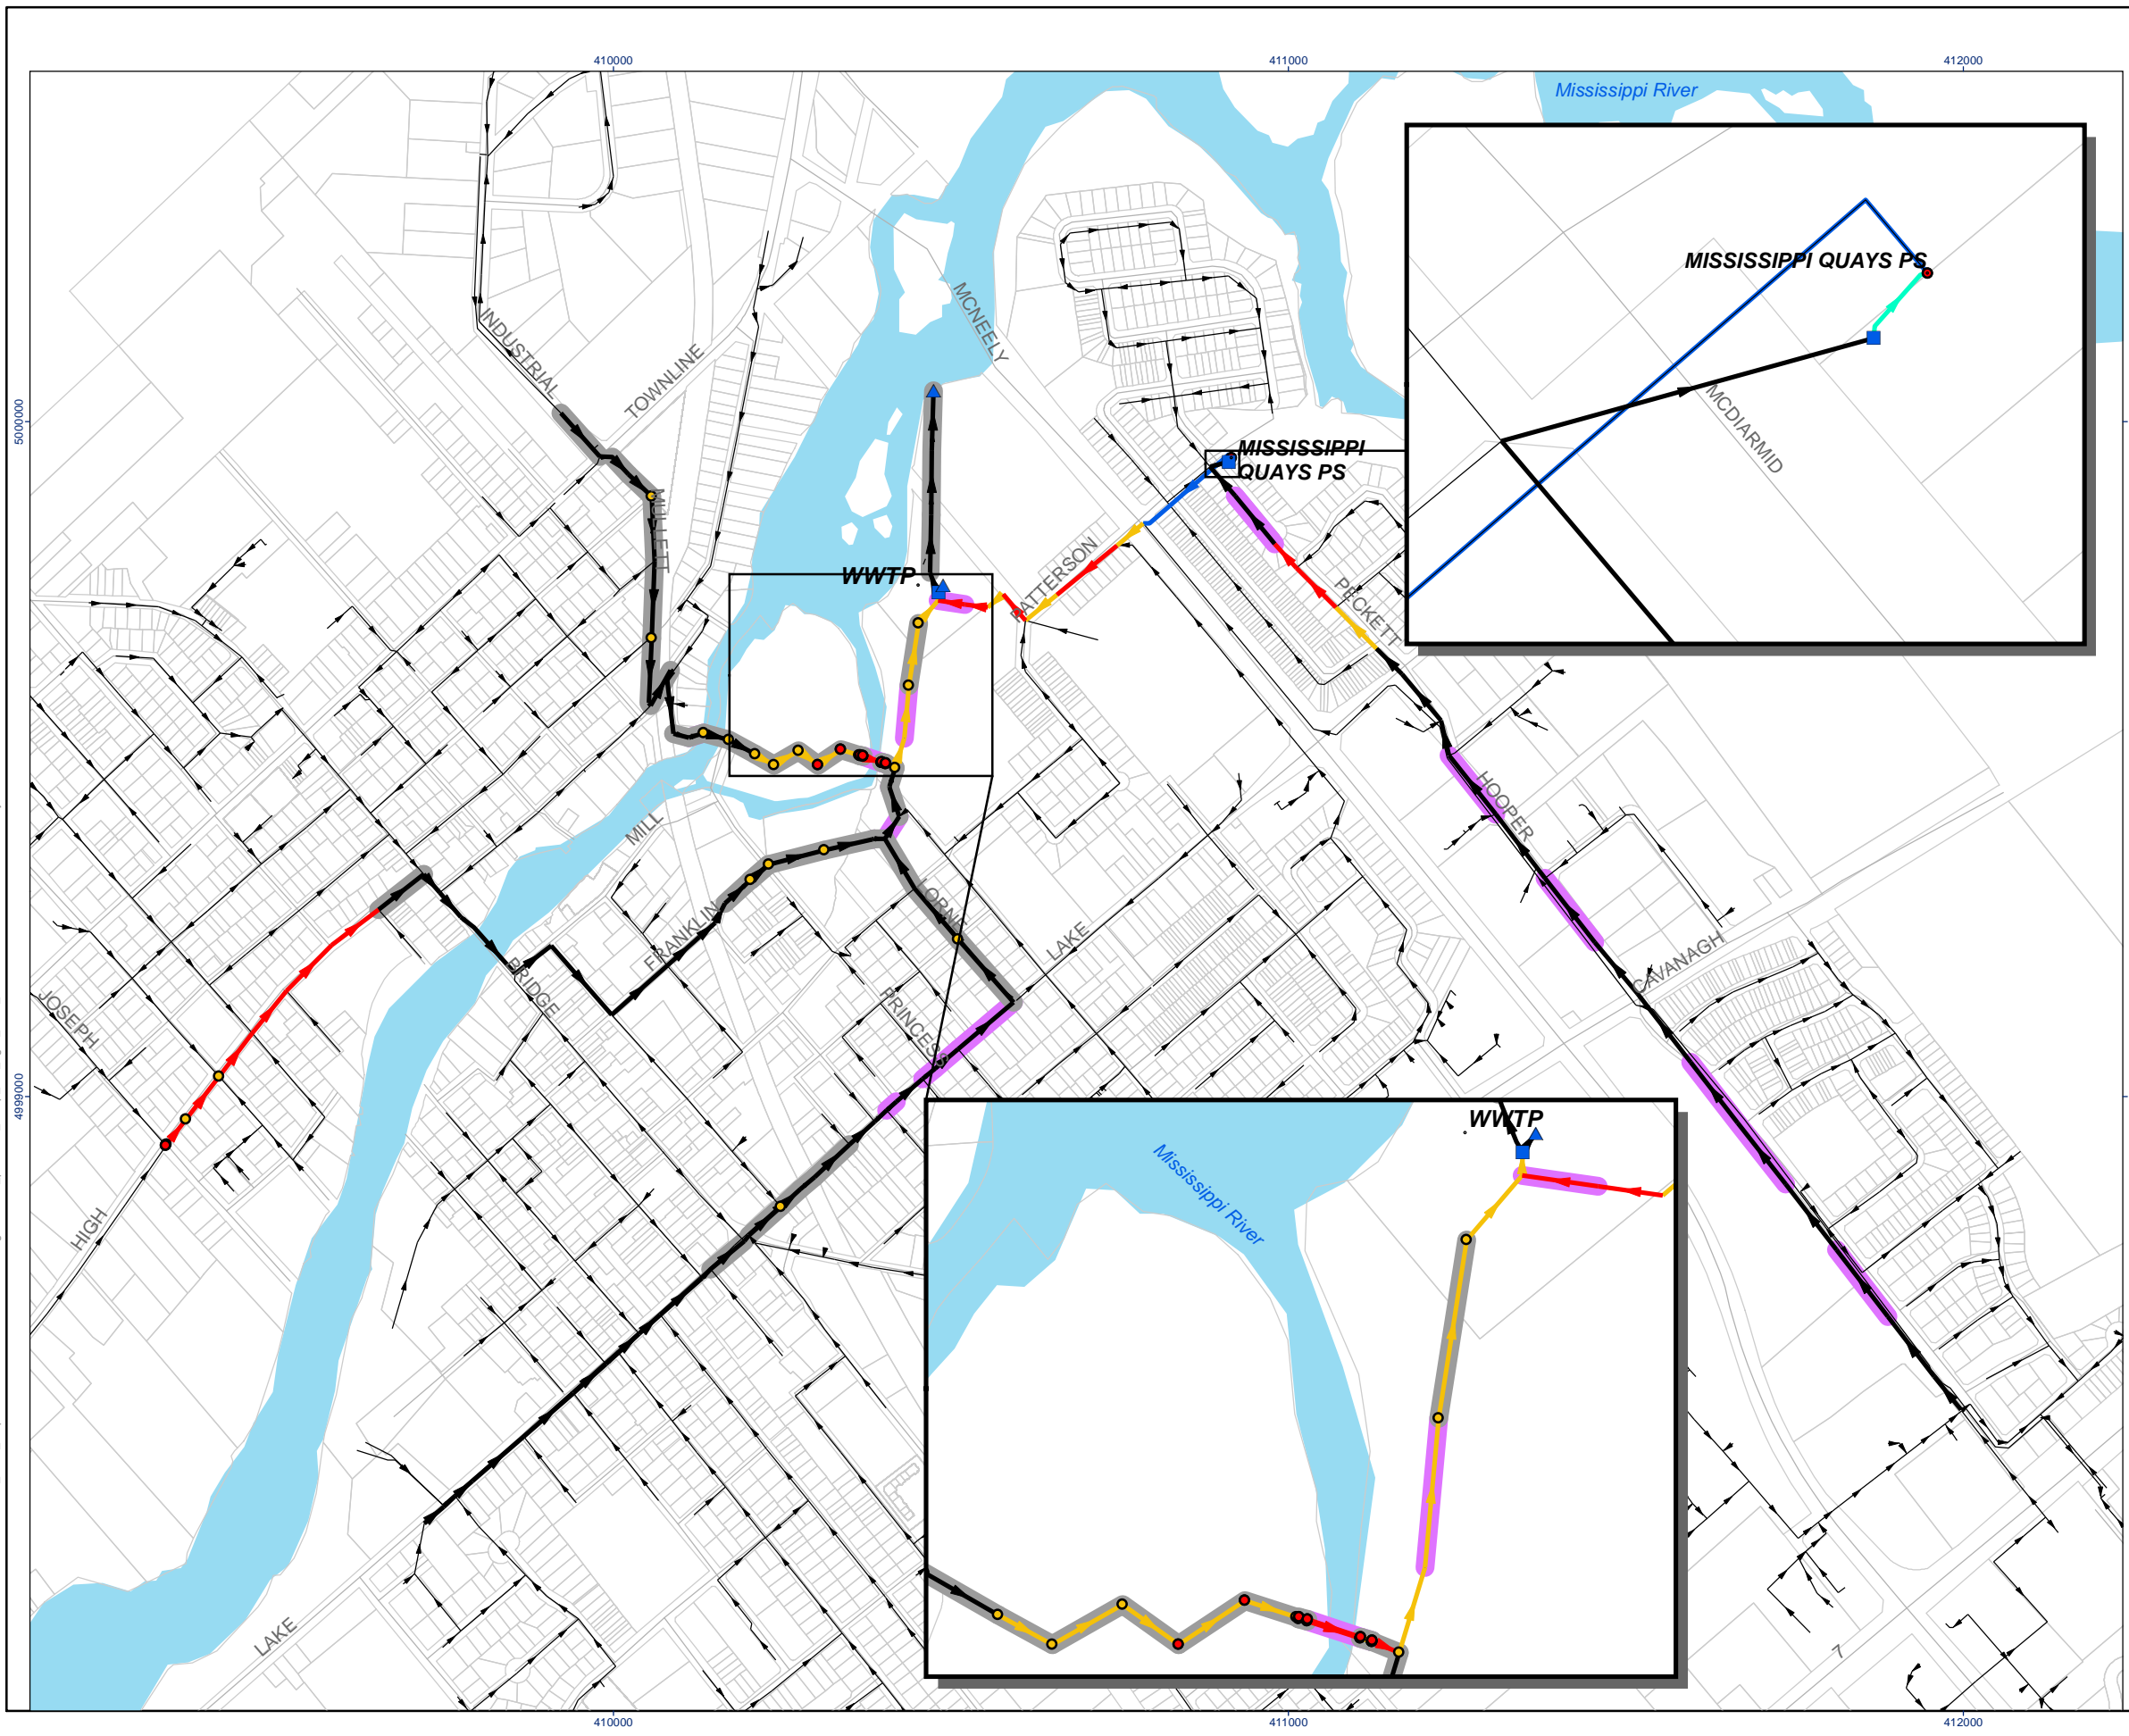 410000
411000
412000
Mississippi River
MISSISSIPPI QUAYS PS
MCNEELY
INDUSTRIAL
TOWNLINE
5000000
MCDIARMID
MISSISSIPPI
QUAYS PS
MULLETT
WWTP
PATTERSON
PECKETT
HOOPER
MILL
LORNE
FRANKLIN
LAKE
CAVANAGH
BRIDGE
JOSEPH
PRINCESS
4999000
WWTP
Mississippi River
HIGH
LAKE
7
410000
411000
412000